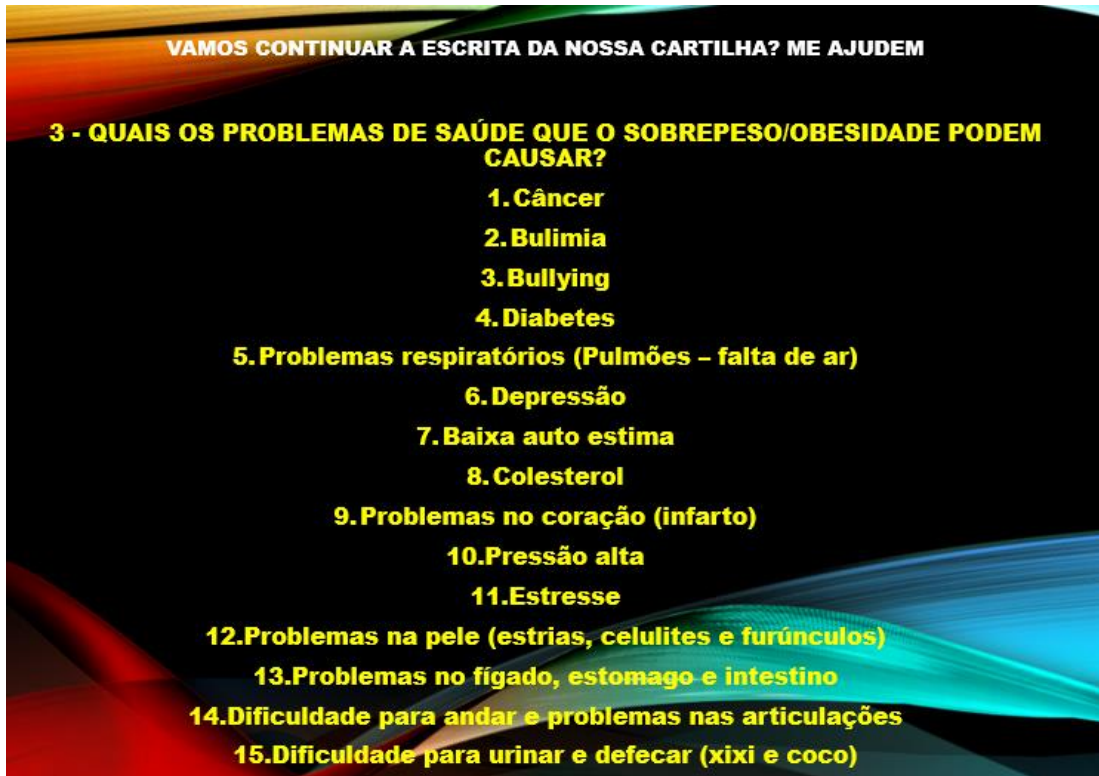 VAMOS CONTINUAR A ESCRITA DA NOSSA CARTILHA? ME AJUDEM
3 - QUAIS OS PROBLEMAS DE SAÚDE QUE O SOBREPESO/OBESIDADE PODEM
CAUSAR?
1. Câncer
2. Bulimia
3. Bullying
4. Diabetes
5. Problemas respiratórios (Pulmões – falta de ar)
6. Depressão
7. Baixa auto estima
8. Colesterol
9. Problemas no coração (infarto)
10.Pressão alta
11.Estresse
12.Problemas na pele (estrias, celulites e furúnculos)
13.Problemas no fígado, estomago e intestino
14.Dificuldade para andar e problemas nas articulações
15.Dificuldade para urinar e defecar (xixi e coco)